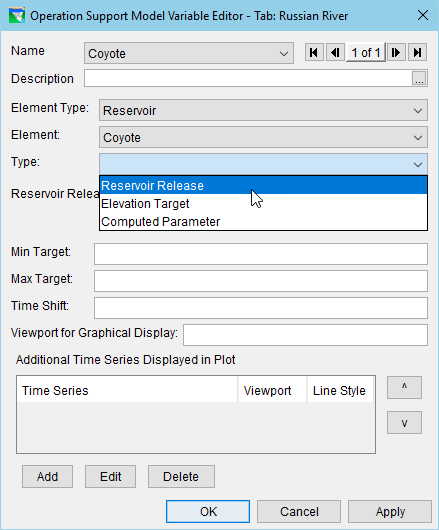 Operation Support Model Variable Editor - Tab: Russian River
Name Coyote 1 of 1
Description ...
Element Type: Reservoir
Element: Coyote
Type:
Reservoir Release
Reservoir Relea
Elevation Target
Computed Parameter
Min Target:
Max Target:
Time Shift:
Viewport for Graphical Display:
Additional Time Series Displayed in Plot
Time Series Viewport Line Style
^
v
Add Edit Delete
OK Cancel Apply